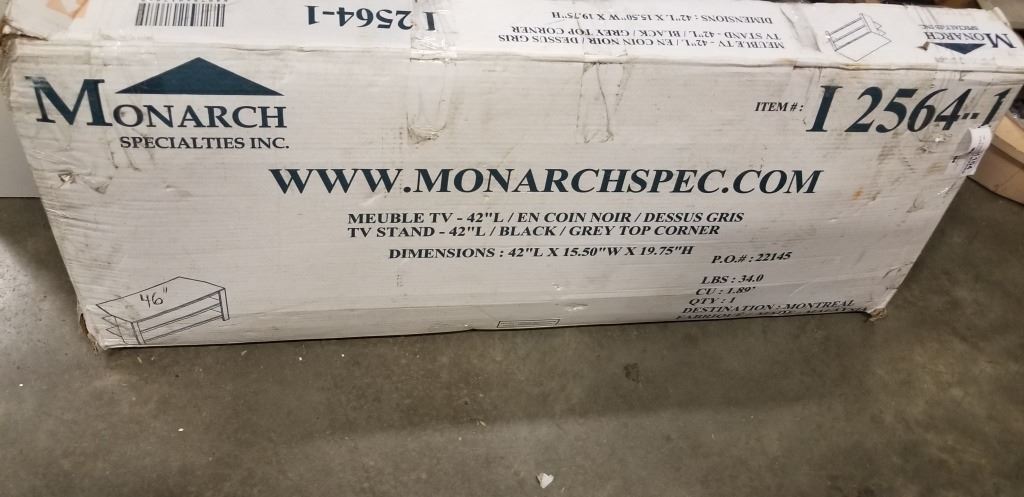 I 2564-1
MEUBLE TV - 42"L / EN COIN NOIR / DESSUS GRIS
TV STAND - 42"L / BLACK / GREY TOP CORNER
DIMENSIONS : 42"L X 15.50"W X 19.75"H
MONARCH
SPECIALTIES INC.
MONARCH
SPECIALTIES INC.
ITEM # : I 2564-1
WWW.MONARCHSPEC.COM
MEUBLE TV - 42"L / EN COIN NOIR / DESSUS GRIS
TV STAND - 42"L / BLACK / GREY TOP CORNER
DIMENSIONS : 42"L X 15.50"W X 19.75"H
P.O.# : 22145
LBS : 34.0
CU : 1.89'
QTY : 1
DESTINATION : MONTREAL
46"